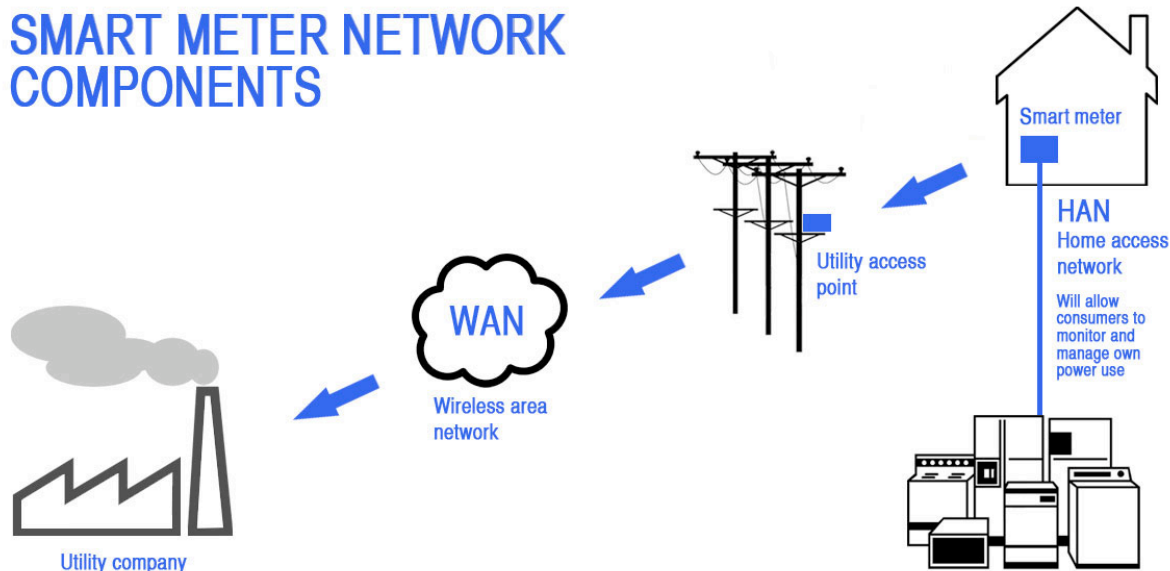 SMART METER NETWORK
COMPONENTS
Smart meter
HAN
Home access
network
Will allow
consumers to
monitor and
manage own
power use
Utility access
point
WAN
Wireless area
network
Utility company